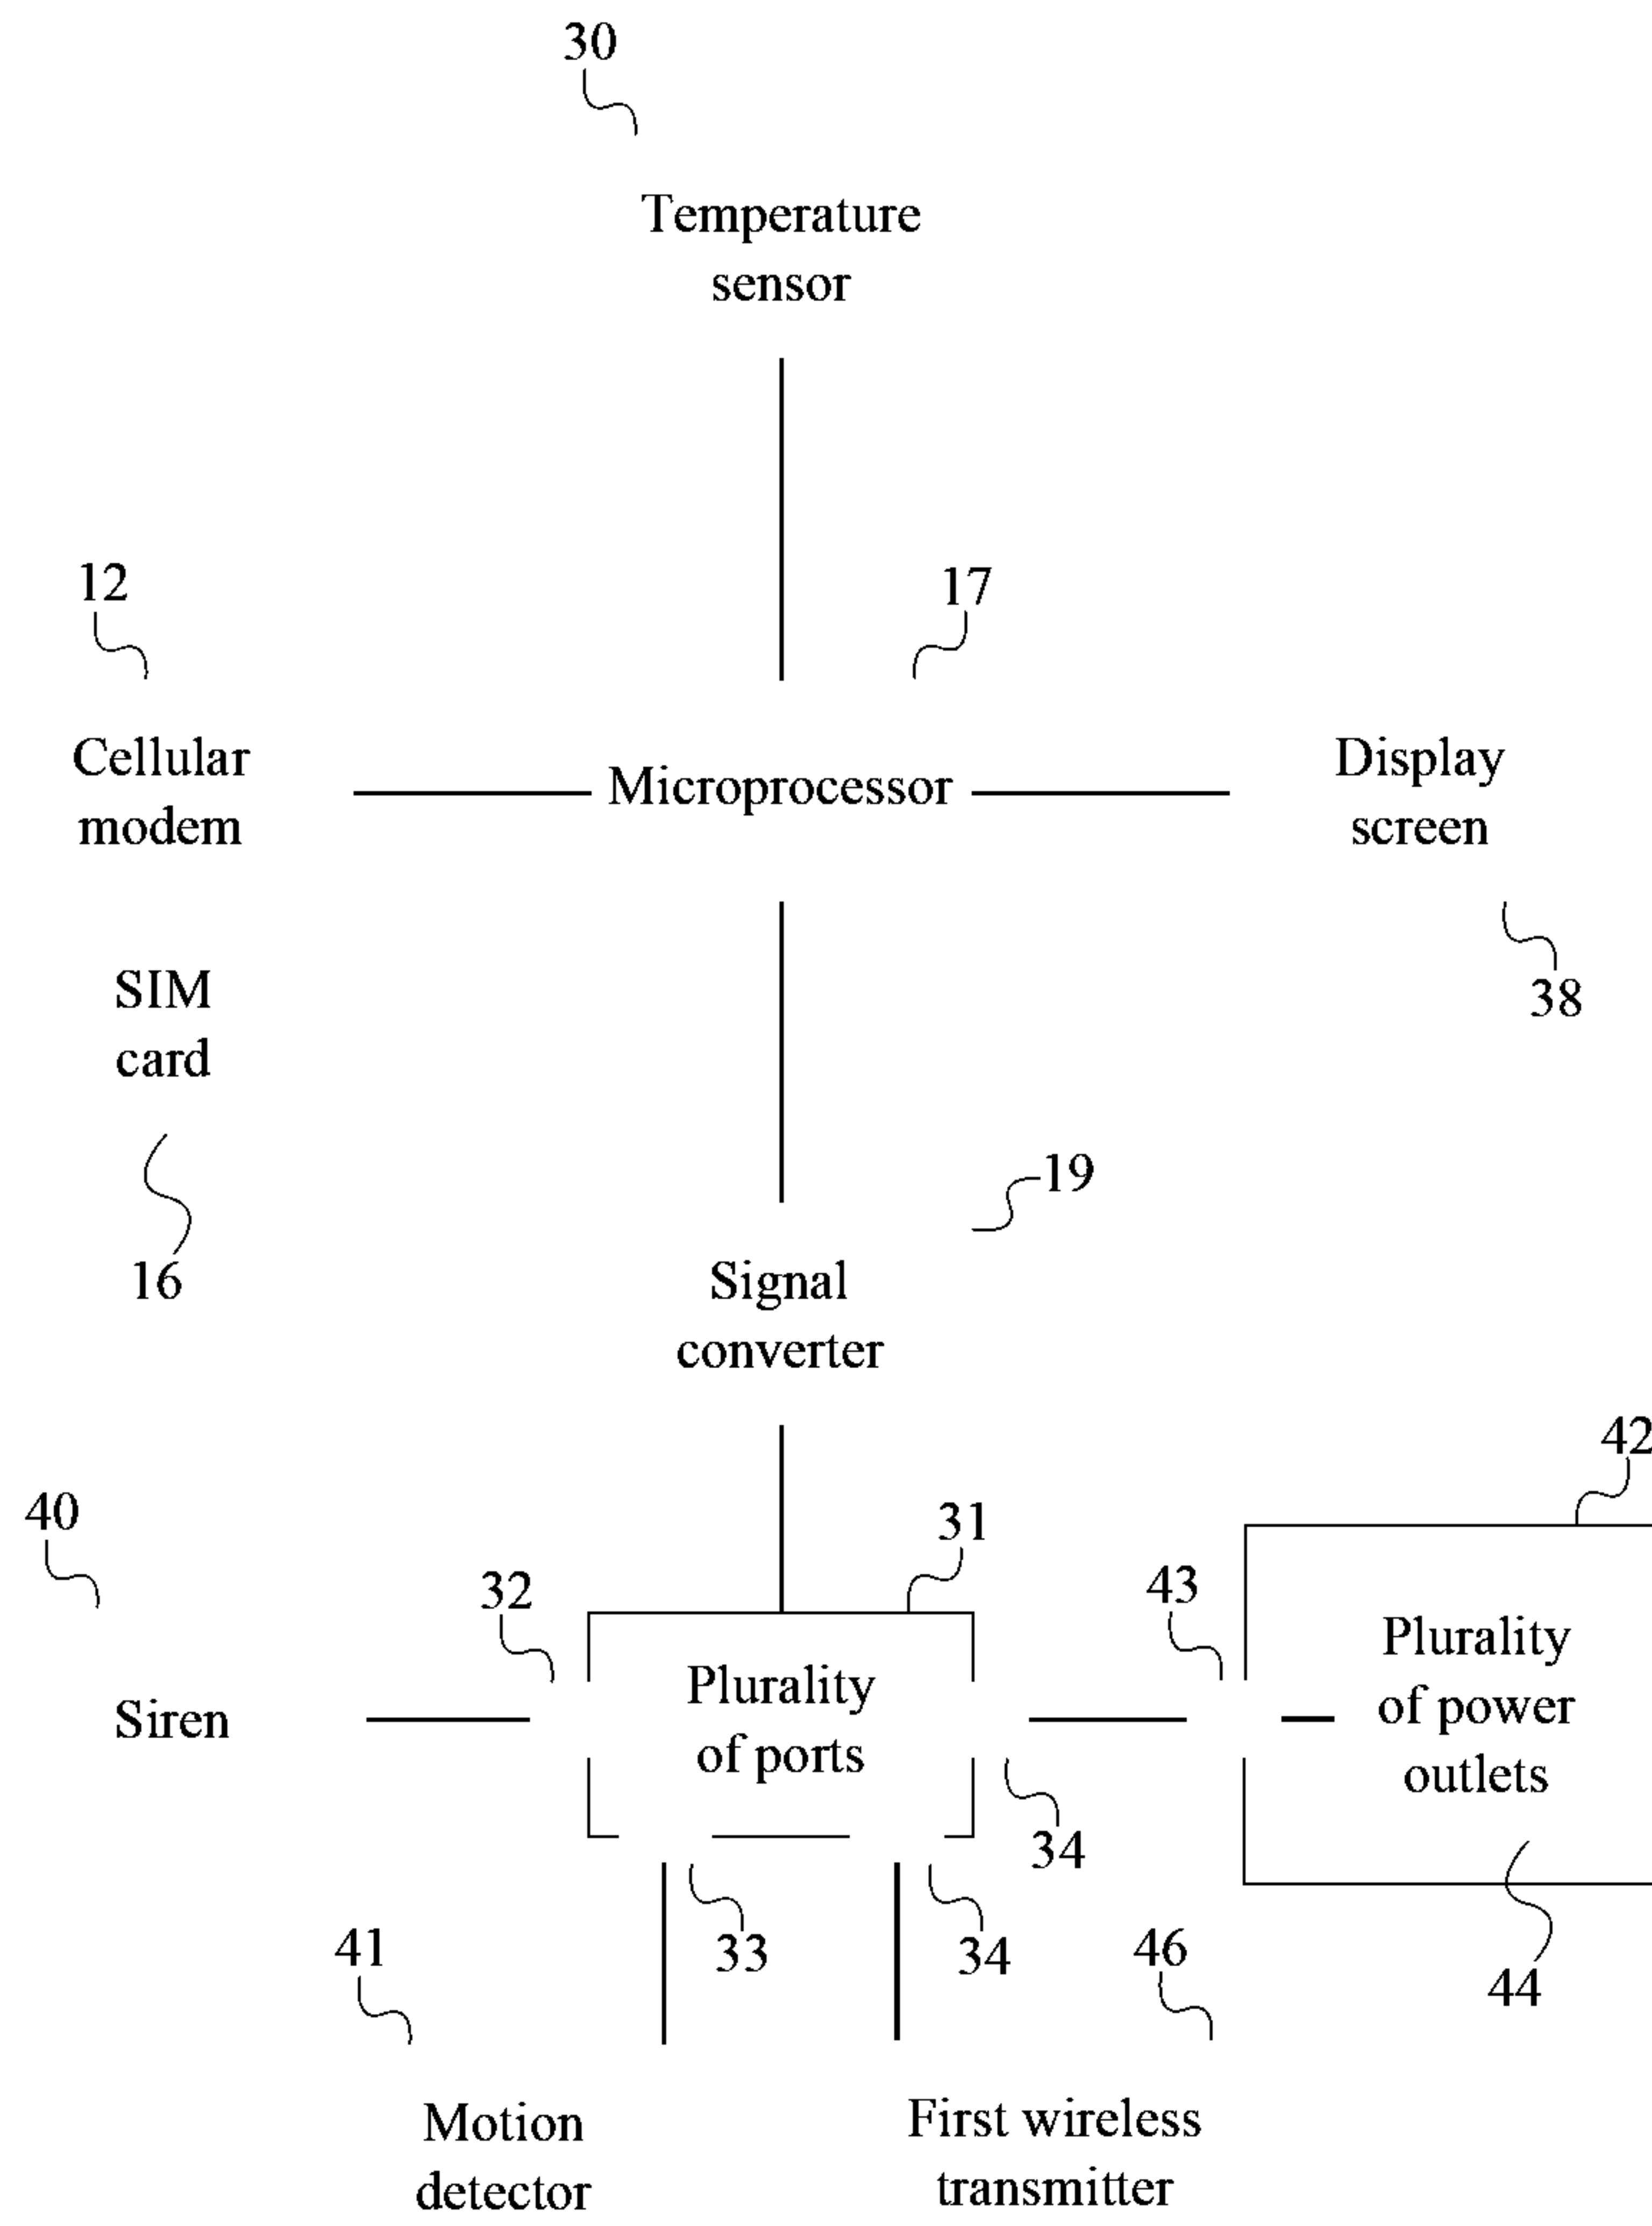 30
Temperature
sensor
12
17
Cellular
modem
Microprocessor
Display
screen
SIM
card
38
19
16
Signal
converter
42
40
31
32
43
Siren
Plurality
of ports
Plurality
of power
outlets
34
41
33
34
46
44
Motion
detector
First wireless
transmitter